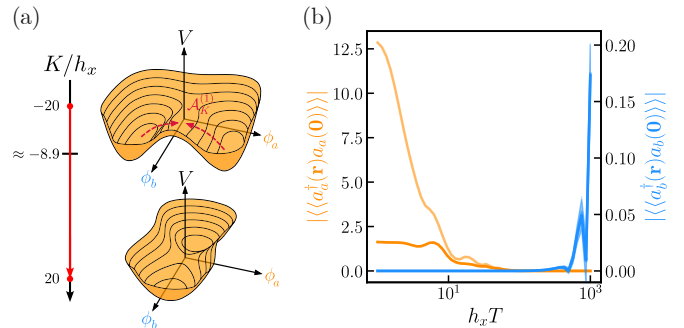 (a)
K/h_x
−20
≈ −8.9
20
V
𝒜_K^(1)
ϕ_a
ϕ_b
V
ϕ_a
ϕ_b
(b)
|⟨⟨a_a^†(r)a_a(0)⟩⟩⟩|
12.5
10.0
7.5
5.0
2.5
0.0
0.20
0.15
0.10
0.05
0.00
|⟨⟨a_b^†(r)a_b(0)⟩⟩⟩|
10^1
10^3
h_xT